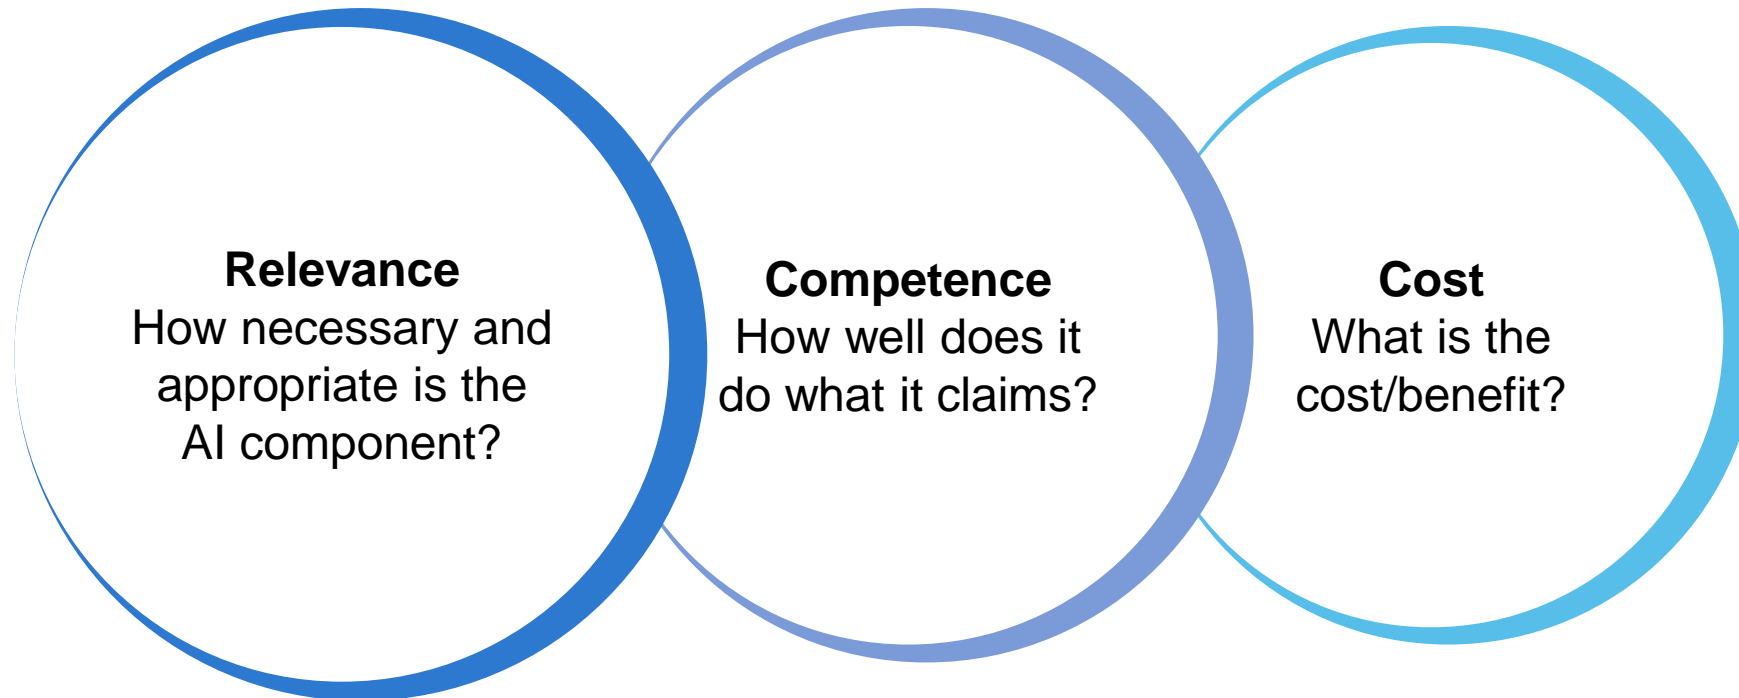 Relevance
How necessary and
appropriate is the
AI component?
Competence
How well does it
do what it claims?
Cost
What is the
cost/benefit?